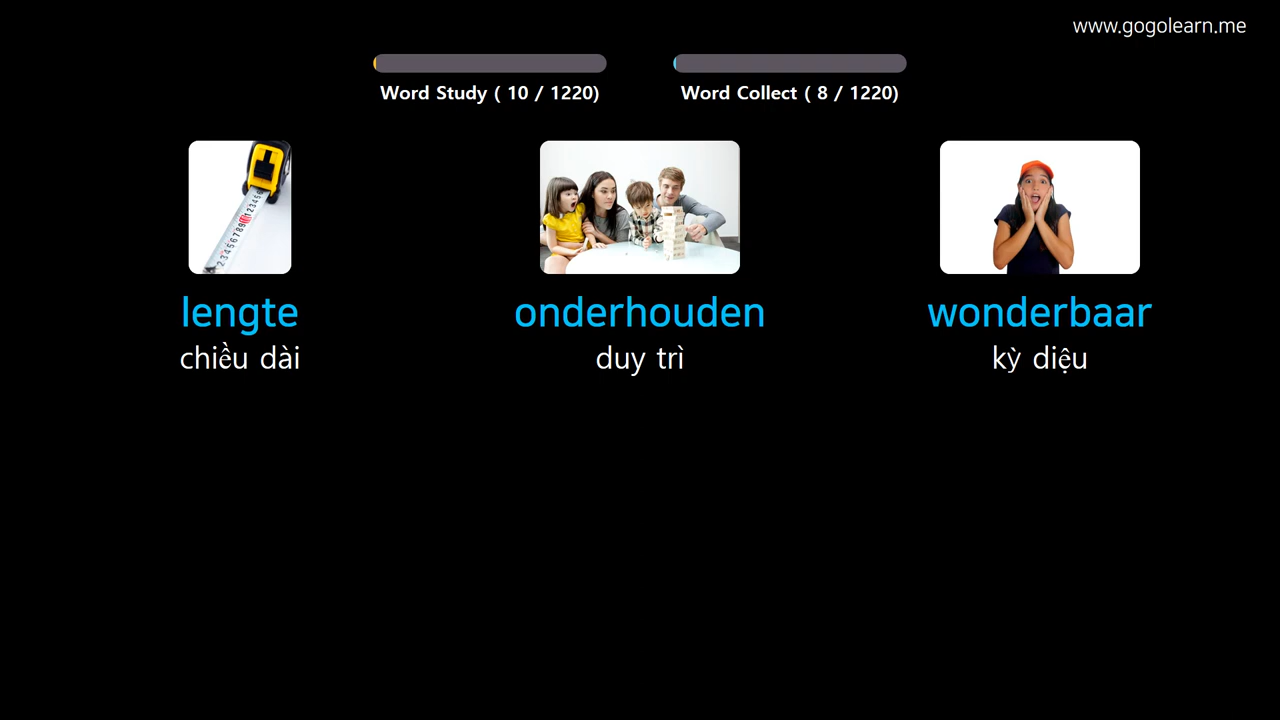 www.gogolearn.me
Word Study ( 10 / 1220)
Word Collect ( 8 / 1220)
lengte
onderhouden
wonderbaar
chiều dài
duy trì
kỳ diệu